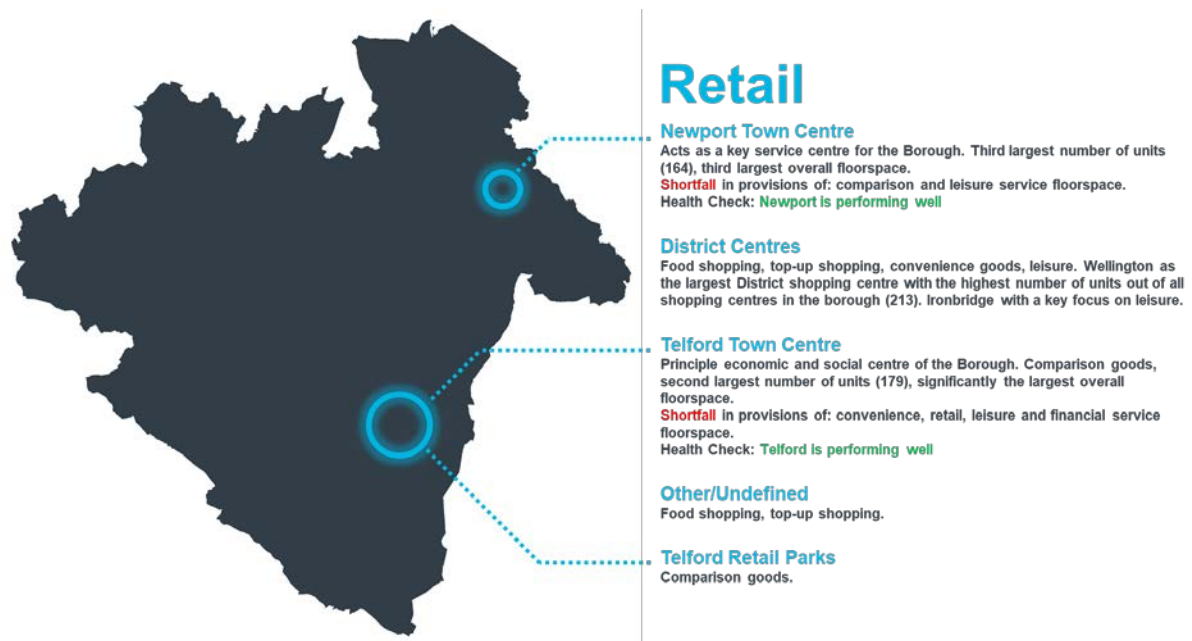 Retail
Newport Town Centre
Acts as a key service centre for the Borough. Third largest number of units
(164), third largest overall floorspace.
Shortfall in provisions of: comparison and leisure service floorspace.
Health Check: Newport is performing well
District Centres
Food shopping, top-up shopping, convenience goods, leisure. Wellington as
the largest District shopping centre with the highest number of units out of all
shopping centres in the borough (213). Ironbridge with a key focus on leisure.
Telford Town Centre
Principle economic and social centre of the Borough. Comparison goods,
second largest number of units (179), significantly the largest overall
floorspace.
Shortfall in provisions of: convenience, retail, leisure and financial service
floorspace.
Health Check: Telford is performing well
Other/Undefined
Food shopping, top-up shopping.
Telford Retail Parks
Comparison goods.